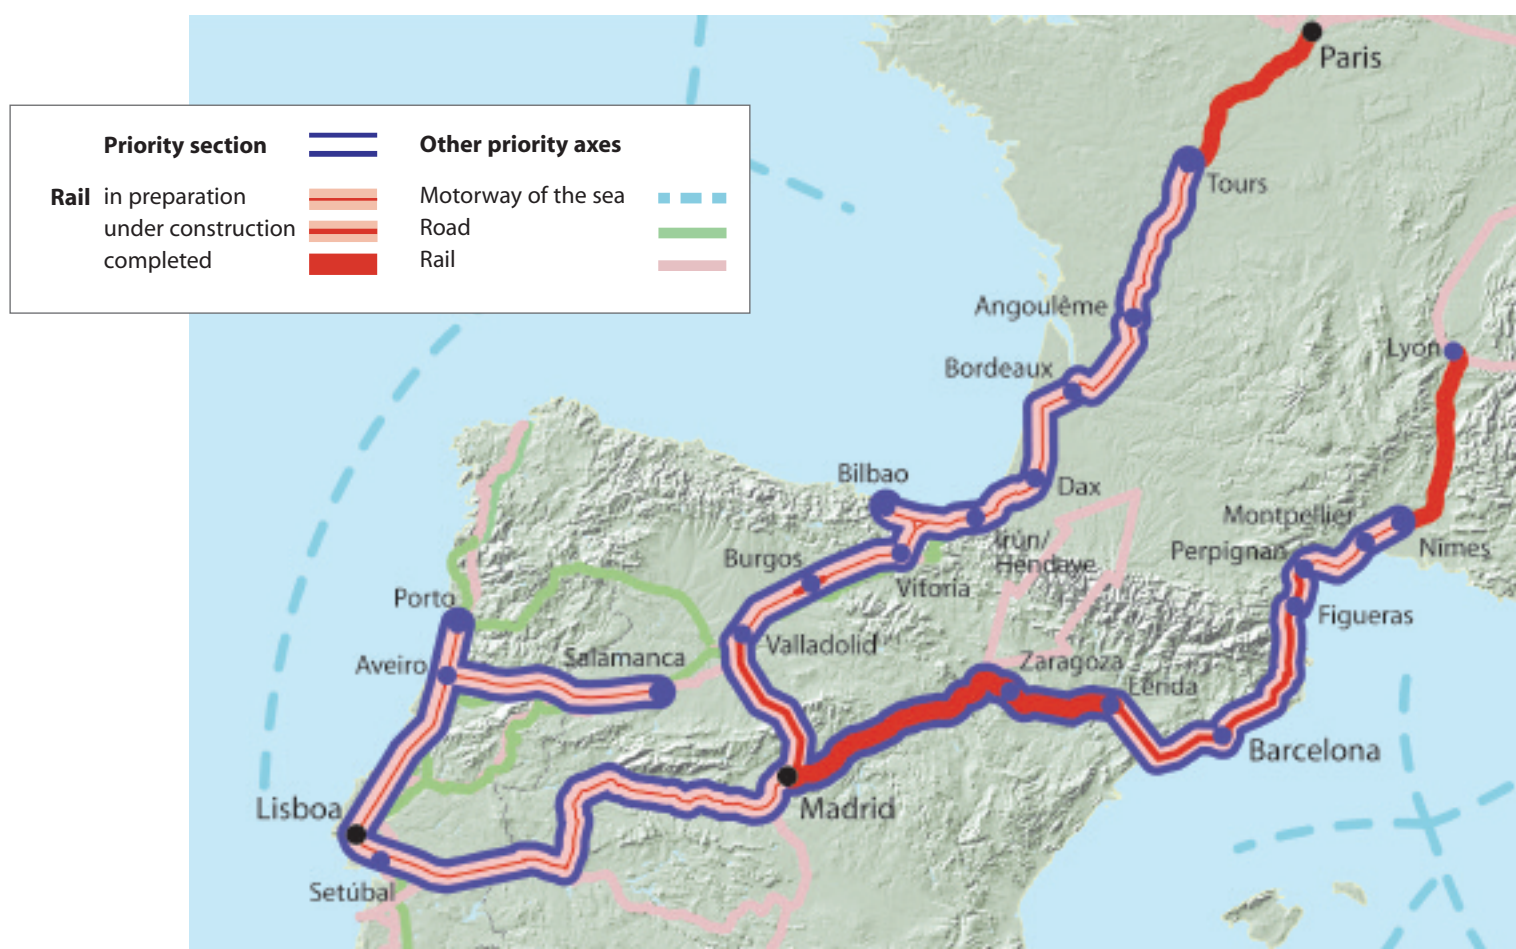 Priority section
Other priority axes
Rail in preparation
Motorway of the sea
under construction
Road
completed
Rail
Paris
Tours
Angoulême
Bordeaux
Lyon
Bilbao
Dax
Montpellier
Irún/
Hendaye
Perpignan
Nîmes
Burgos
Vitoria
Porto
Figueras
Valladolid
Aveiro
Salamanca
Zaragoza
Lérida
Barcelona
Lisboa
Madrid
Setúbal